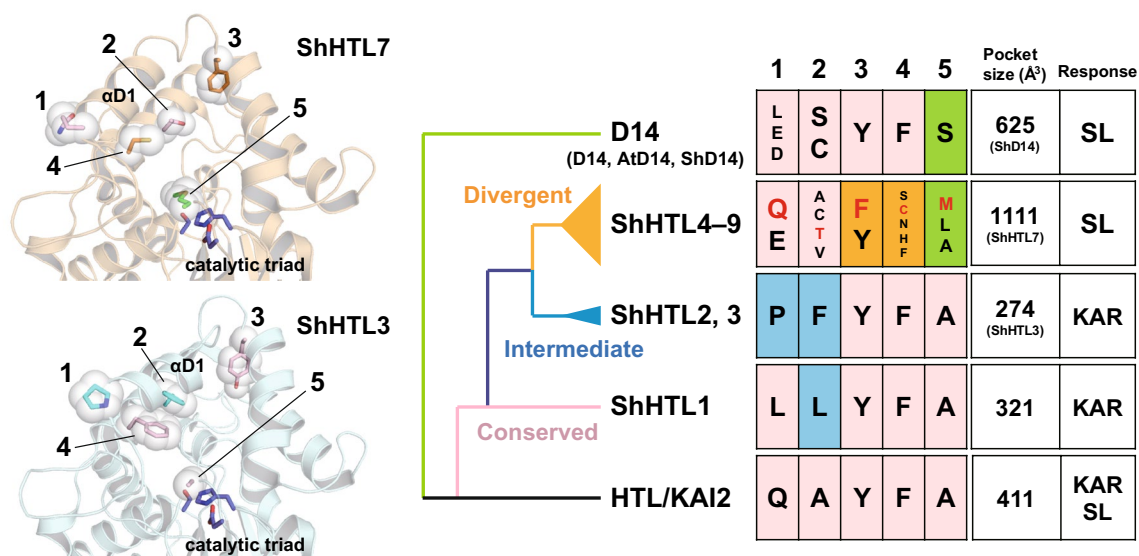 ShHTL7
1
2
3
4
5
αD1
catalytic triad
ShHTL3
1
2
3
4
5
αD1
catalytic triad
Divergent
Intermediate
Conserved
1 2 3 4 5 Pocket size (Å³) Response
D14
(D14, AtD14, ShD14)
L E D
S C
Y
F
S
625
(ShD14)
SL
ShHTL4–9
Q E
A C T V
F Y
S C N H F
M L A
1111
(ShHTL7)
SL
ShHTL2, 3
P F Y F A
274
(ShHTL3)
KAR
ShHTL1
L L Y F A
321
KAR
HTL/KAI2
Q A Y F A
411
KAR
SL